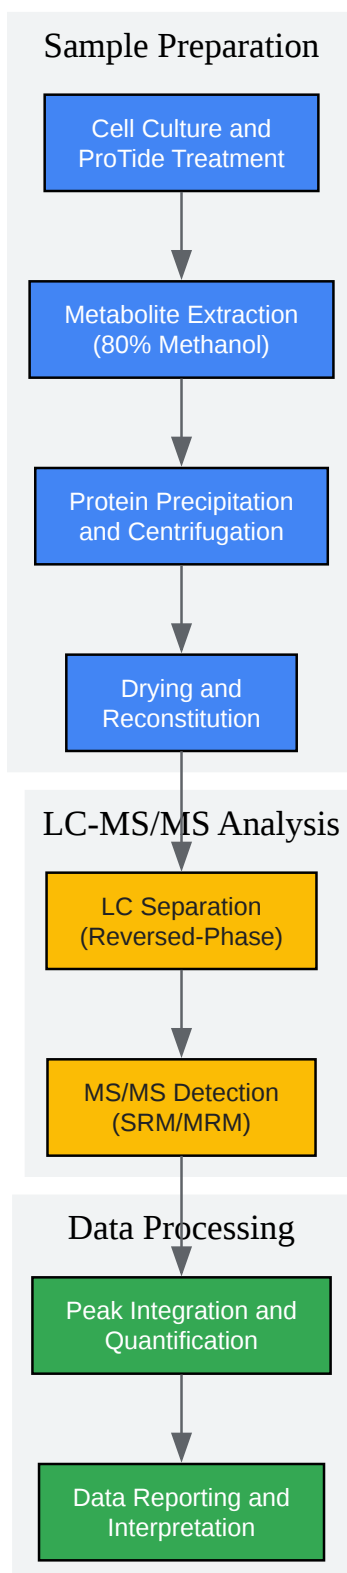 Sample Preparation
Cell Culture and
ProTide Treatment
Metabolite Extraction
(80% Methanol)
Protein Precipitation
and Centrifugation
Drying and
Reconstitution
LC-MS/MS Analysis
LC Separation
(Reversed-Phase)
MS/MS Detection
(SRM/MRM)
Data Processing
Peak Integration and
Quantification
Data Reporting and
Interpretation